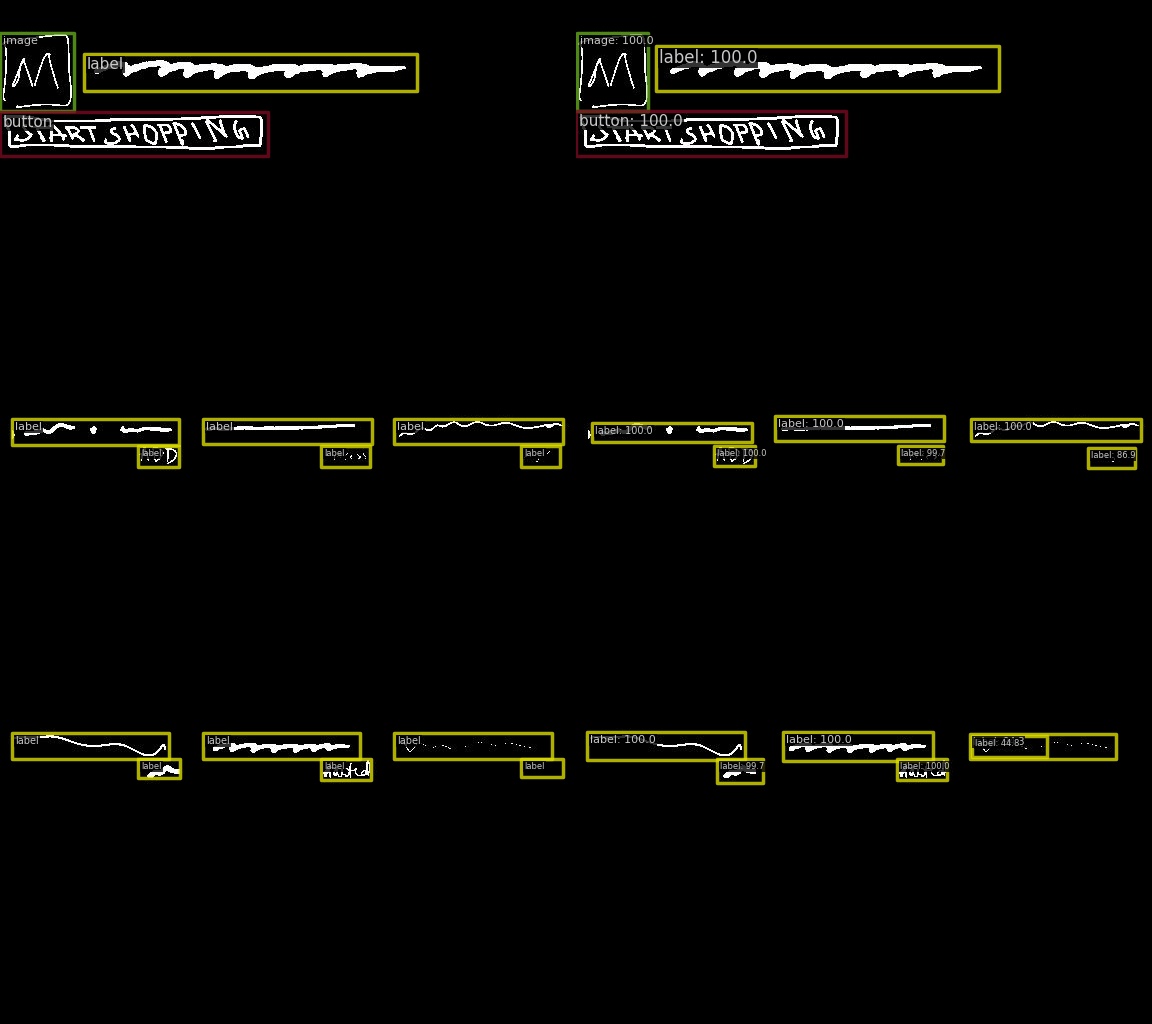 image label image: 100.0 label: 100.0
M M
button button: 100.0
START SHOPPING START SHOPPING
label label label label: 100.0 label: 100.0 label: 100.0
label label label label: 100.0 label: 99.7 label: 86.9
label label label label: 100.0 label: 100.0 label: 44.83
label label label label: 99.7 label: 100.0